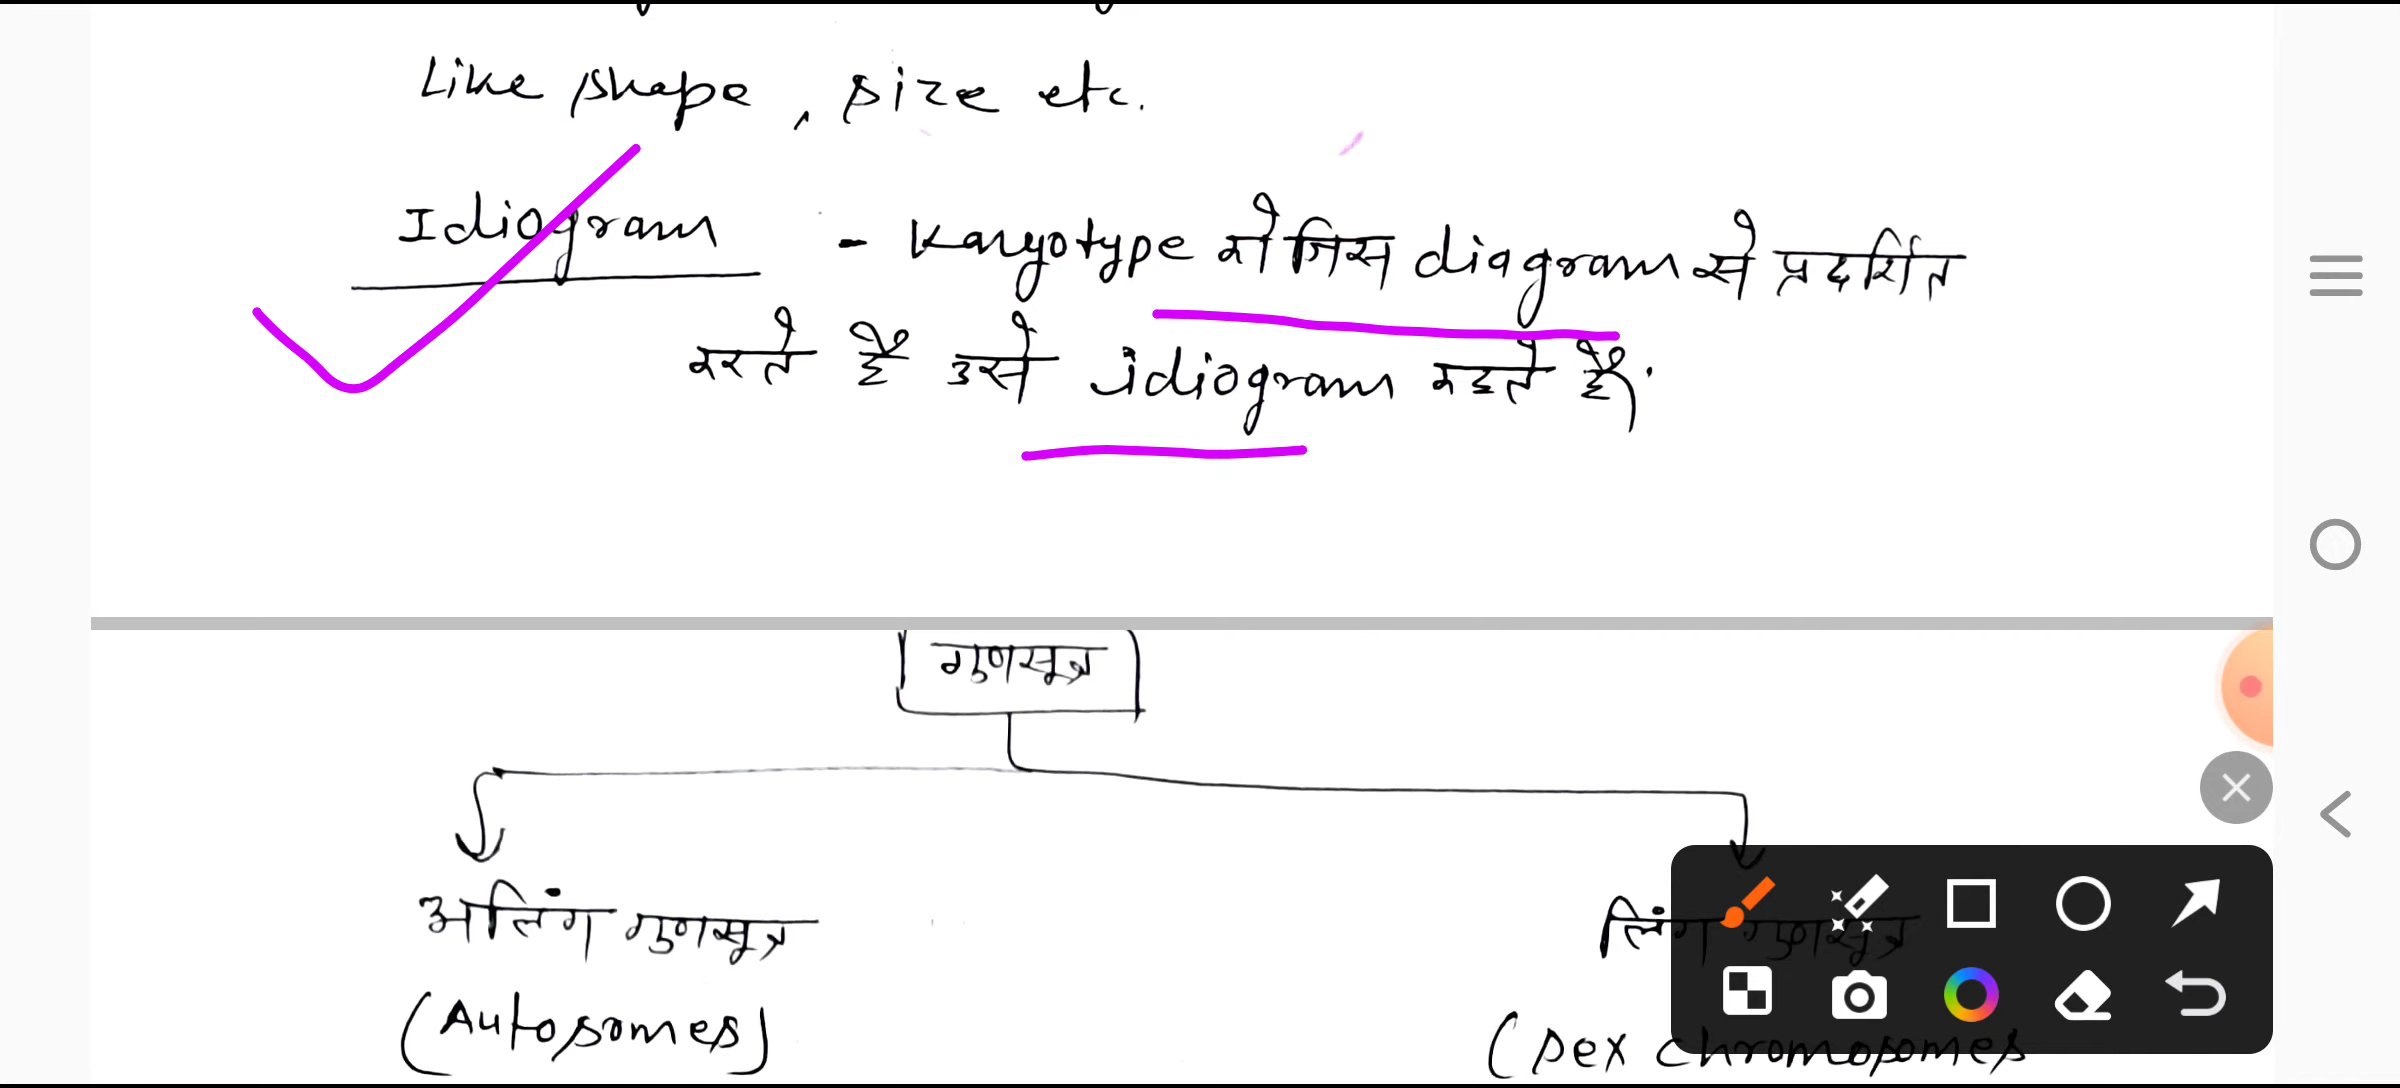 Like shape, size etc.
Idiogram - Karyotype को जिस diagram से प्रदर्शित
करते हैं उसे idiogram कहते हैं।
गुणसूत्र
अलिंग गुणसूत्र
लिंग गुणसूत्र
(Autosomes)
(Sex chromosomes